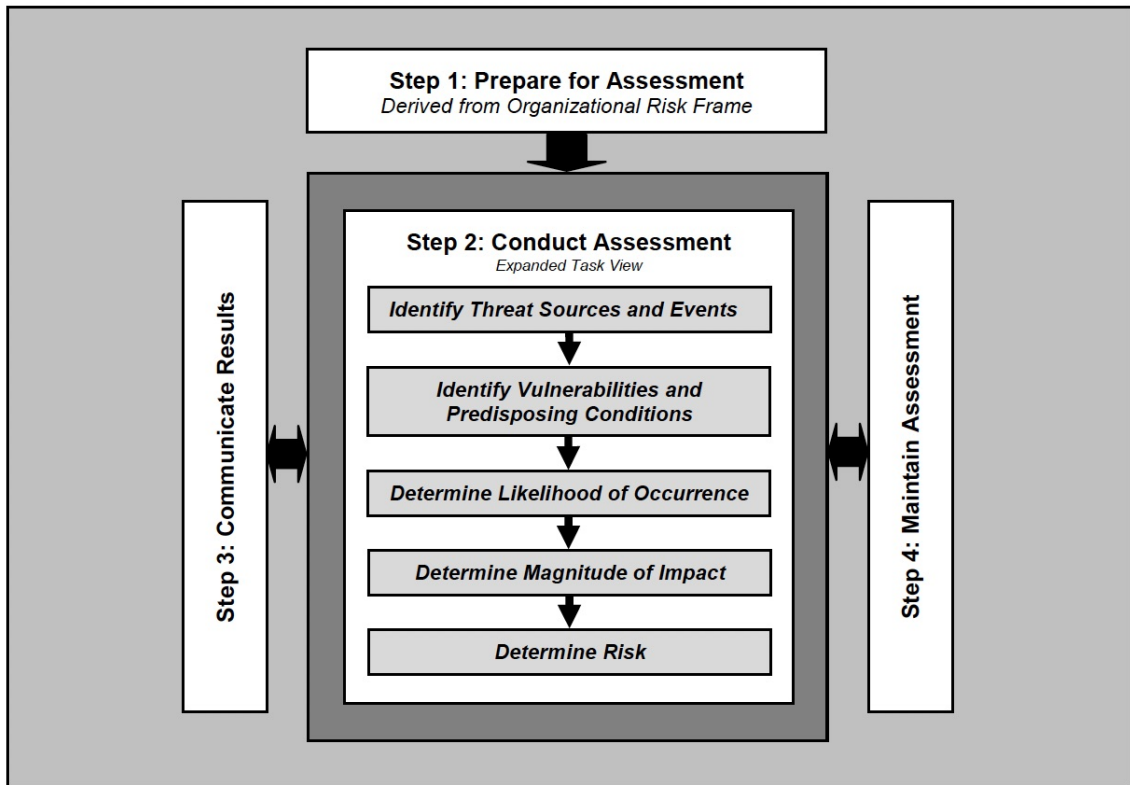 Step 1: Prepare for Assessment
Derived from Organizational Risk Frame
Step 2: Conduct Assessment
Expanded Task View
Identify Threat Sources and Events
Identify Vulnerabilities and
Predisposing Conditions
Determine Likelihood of Occurrence
Determine Magnitude of Impact
Determine Risk
Step 3: Communicate Results
Step 4: Maintain Assessment